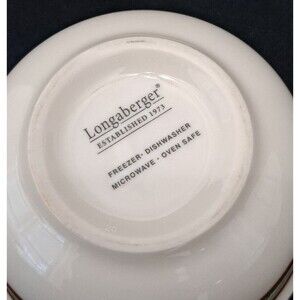 Longaberger®
ESTABLISHED 1973
FREEZER · DISHWASHER
MICROWAVE · OVEN SAFE